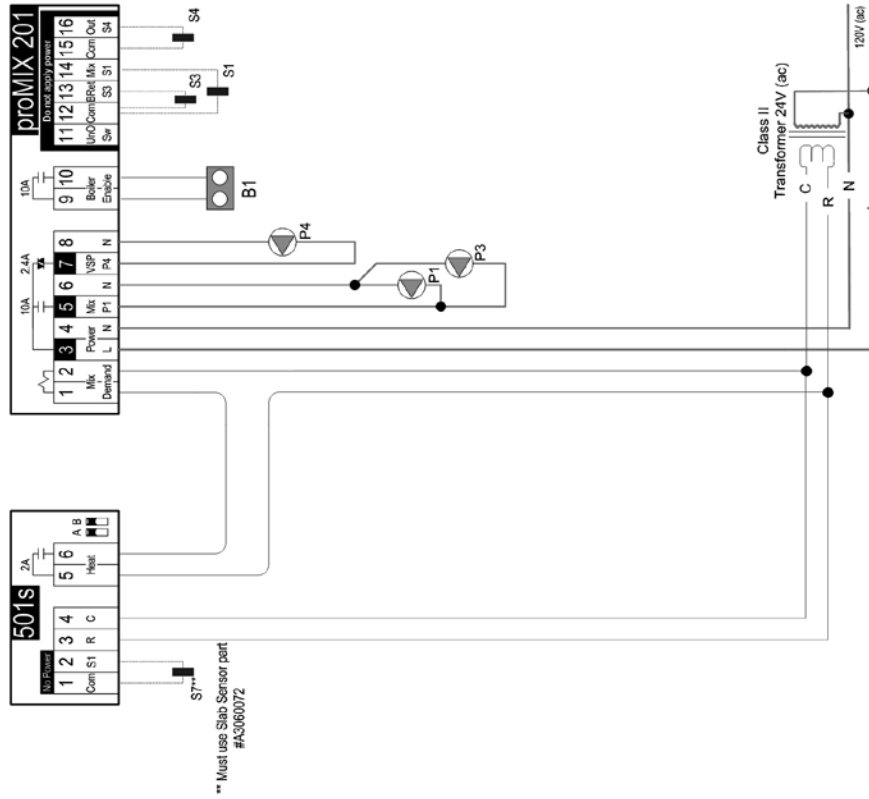 proMIX 201
Do not apply power
10A
2.4A
10A
1 2 3 4 5 6 7 8 9 10 11 12 13 14 15 16
Mix Power Mix VSP Boiler UnO Com BRet Mix Com Out
Demand L N P1 N P4 N Enable Sw S3 S1 S4
S4
S3
S1
B1
P4
P1
P3
Class II
Transformer 24V (ac)
C
R
N
120V (ac)
501s
No Power
2A
A B
1 2 3 4 5 6
Com S1 R C Heat
S7**
** Must use Slab Sensor part
#A3060072